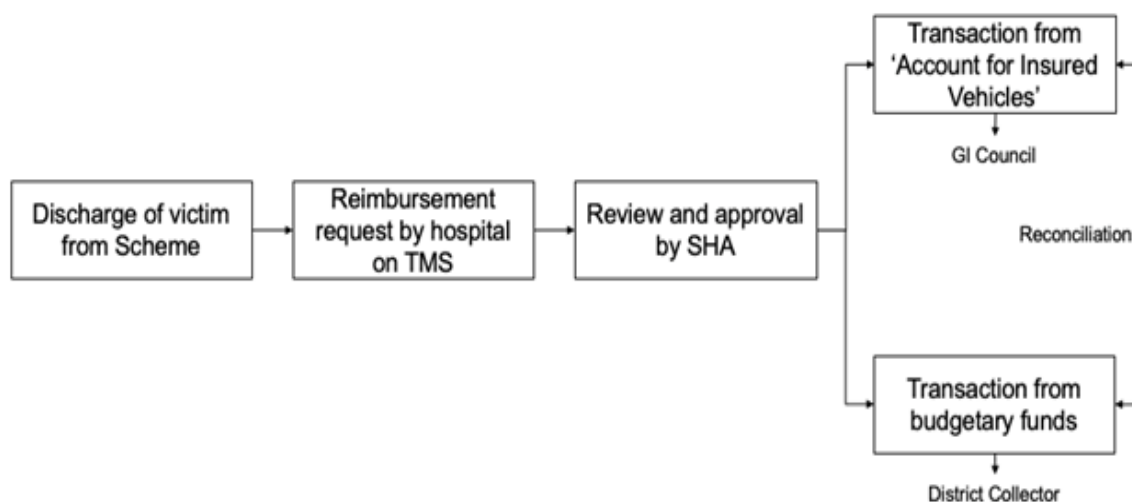 Transaction from
‘Account for Insured
Vehicles’
GI Council
Discharge of victim
from Scheme
Reimbursement
request by hospital
on TMS
Review and approval
by SHA
Reconciliation
Transaction from
budgetary funds
District Collector